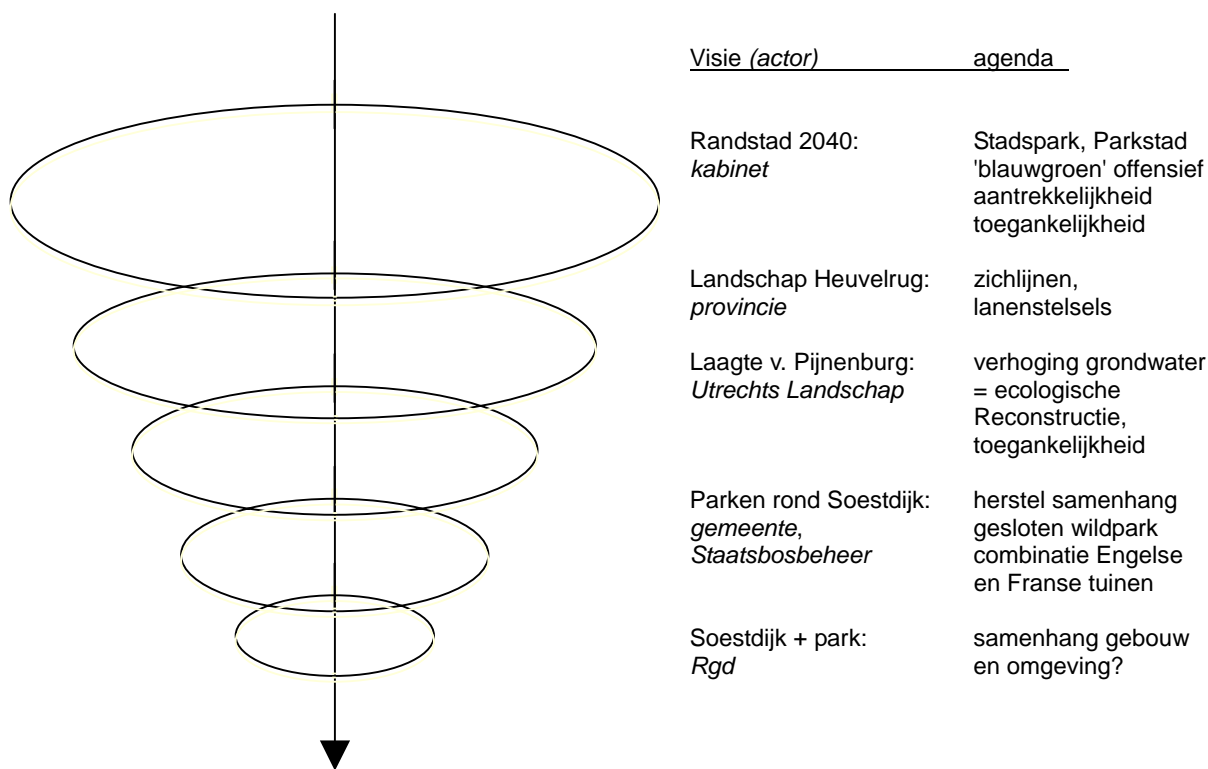 Visie (actor) agenda
Randstad 2040: Stadspark, Parkstad
kabinet 'blauwgroen' offensief
aantrekkelijkheid
toegankelijkheid
Landschap Heuvelrug: zichlijnen,
provincie lanenstelsels
Laagte v. Pijnenburg: verhoging grondwater
Utrechts Landschap = ecologische
Reconstructie,
toegankelijkheid
Parken rond Soestdijk: herstel samenhang
gemeente, gesloten wildpark
Staatsbosbeheer combinatie Engelse
en Franse tuinen
Soestdijk + park: samenhang gebouw
Rgd en omgeving?